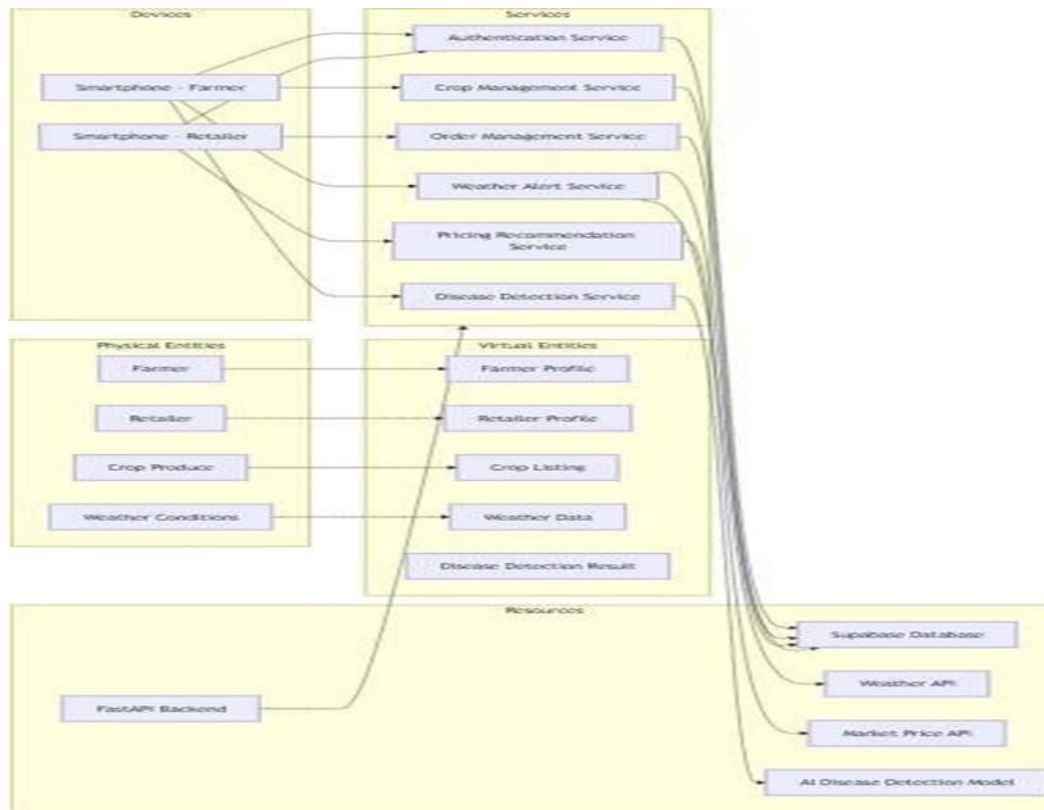 Devices
Smartphone - Farmer
Smartphone - Retailer
Services
Authentication Service
Crop Management Service
Order Management Service
Weather Alert Service
Pricing Recommendation
Service
Disease Detection Service
Physical Entities
Farmer
Retailer
Crop Produce
Weather Conditions
Virtual Entities
Farmer Profile
Retailer Profile
Crop Listing
Weather Data
Disease Detection Result
Resources
FastAPI Backend
Supabase Database
Weather API
Market Price API
AI Disease Detection Model